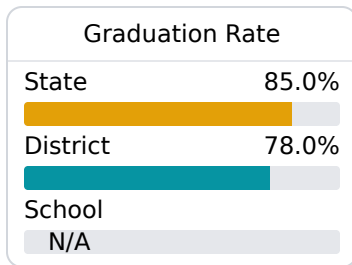 Graduation Rate
State 85.0%
District 78.0%
School
N/A